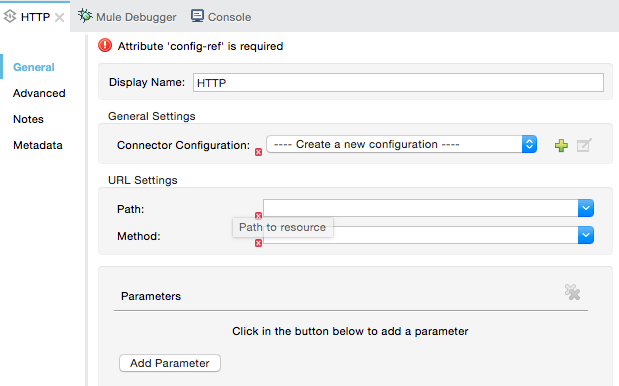 HTTP Mule Debugger Console
Attribute 'config-ref' is required
General
Advanced
Notes
Metadata
Display Name: HTTP
General Settings
Connector Configuration: ---- Create a new configuration ----
URL Settings
Path:
Path to resource
Method:
Parameters
Click in the button below to add a parameter
Add Parameter